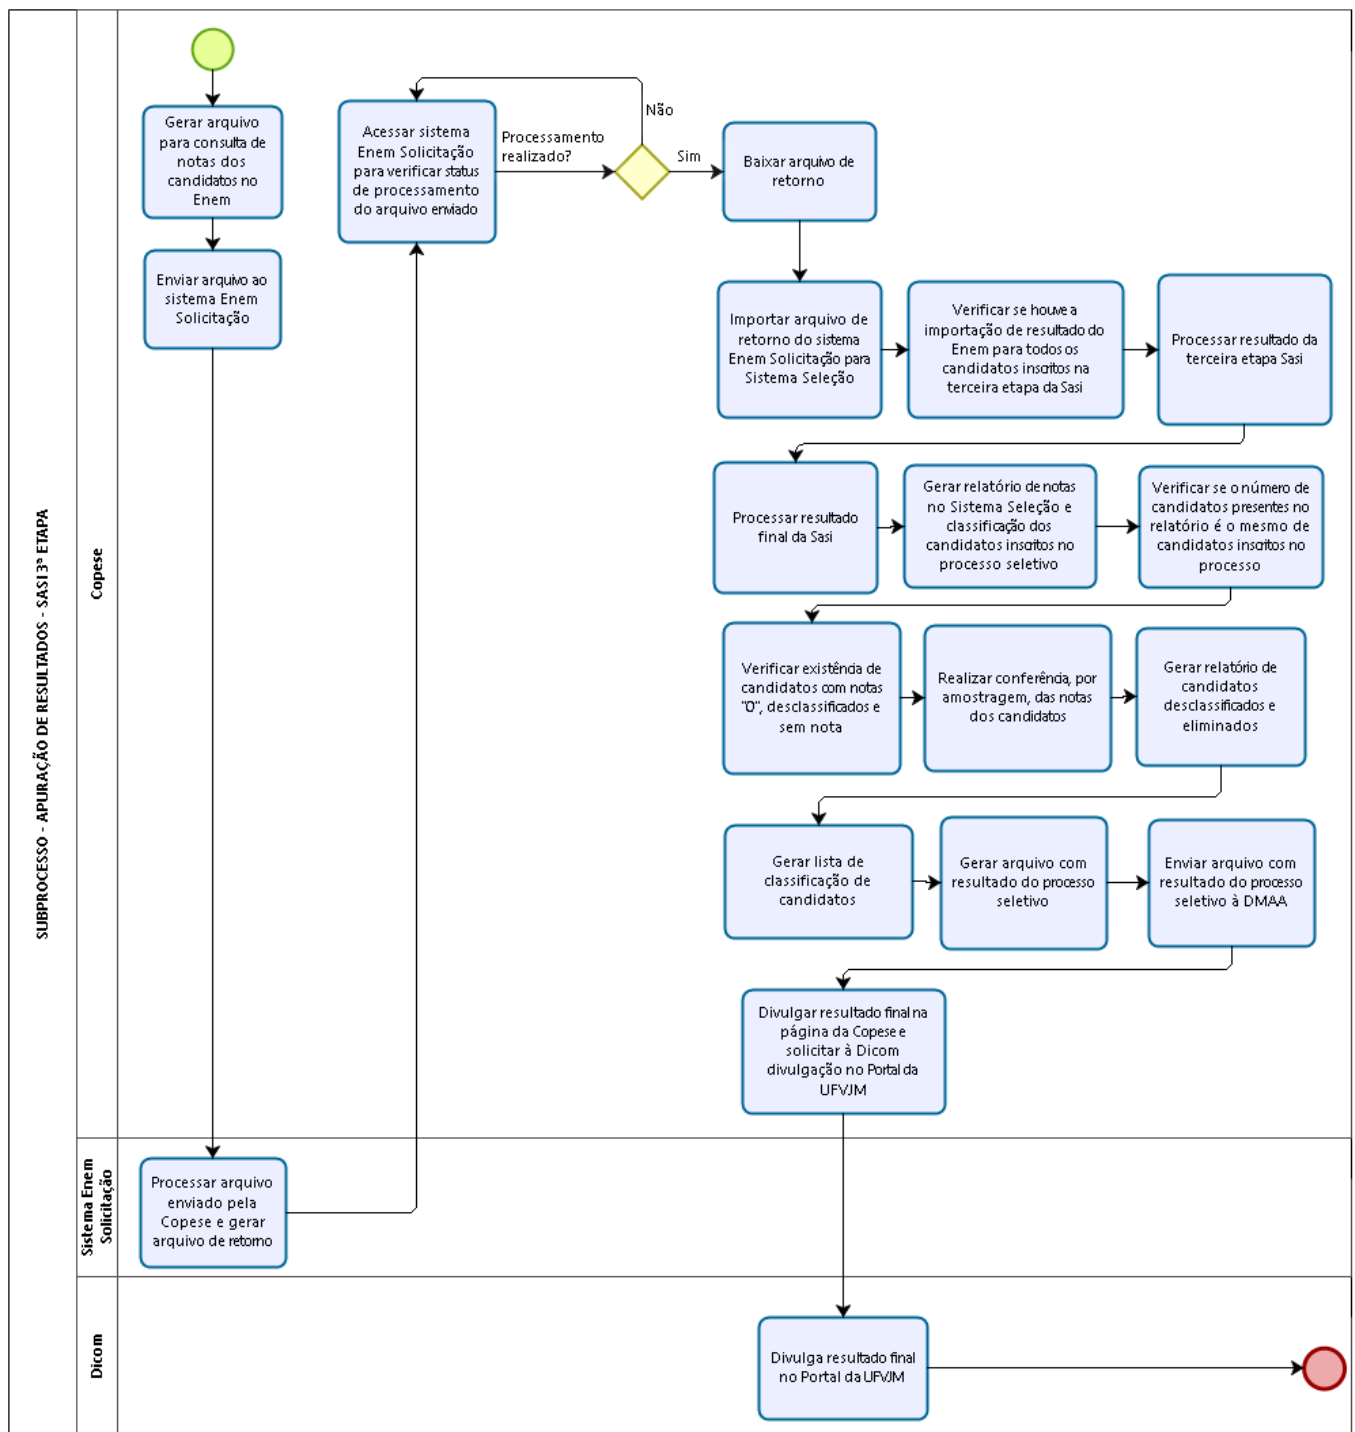 SUBPROCESSO - APURAÇÃO DE RESULTADOS - SASI 3ª ETAPA
Copese
Gerar arquivo
para consulta de
notas dos
candidatos no
Enem
Enviar arquivo ao
sistema Enem
Solicitação
Acessar sistema
Enem Solicitação
para verificar status
de processamento
do arquivo enviado
Processamento
realizado?
Não
Sim
Baixar arquivo de
retorno
Importar arquivo de
retorno do sistema
Enem Solicitação para
Sistema Seleção
Verificar se houve a
importação de resultado do
Enem para todos os
candidatos inscritos na
terceira etapa da Sasi
Processar resultado da
terceira etapa Sasi
Processar resultado
final da Sasi
Gerar relatório de notas
no Sistema Seleção e
classificação dos
candidatos inscritos no
processo seletivo
Verificar se o número de
candidatos presentes no
relatório é o mesmo de
candidatos inscritos no
processo
Verificar existência de
candidatos com notas
"0", desclassificados e
sem nota
Realizar conferência, por
amostragem, das notas
dos candidatos
Gerar relatório de
candidatos
desclassificados e
eliminados
Gerar lista de
classificação de
candidatos
Gerar arquivo com
resultado do processo
seletivo
Enviar arquivo com
resultado do processo
seletivo à DMAA
Divulgar resultado final na
página da Copese e
solicitar à Dicom
divulgação no Portal da
UFVJM
Sistema Enem
Solicitação
Processar arquivo
enviado pela
Copese e gerar
arquivo de retorno
Dicom
Divulga resultado final
no Portal da UFVJM